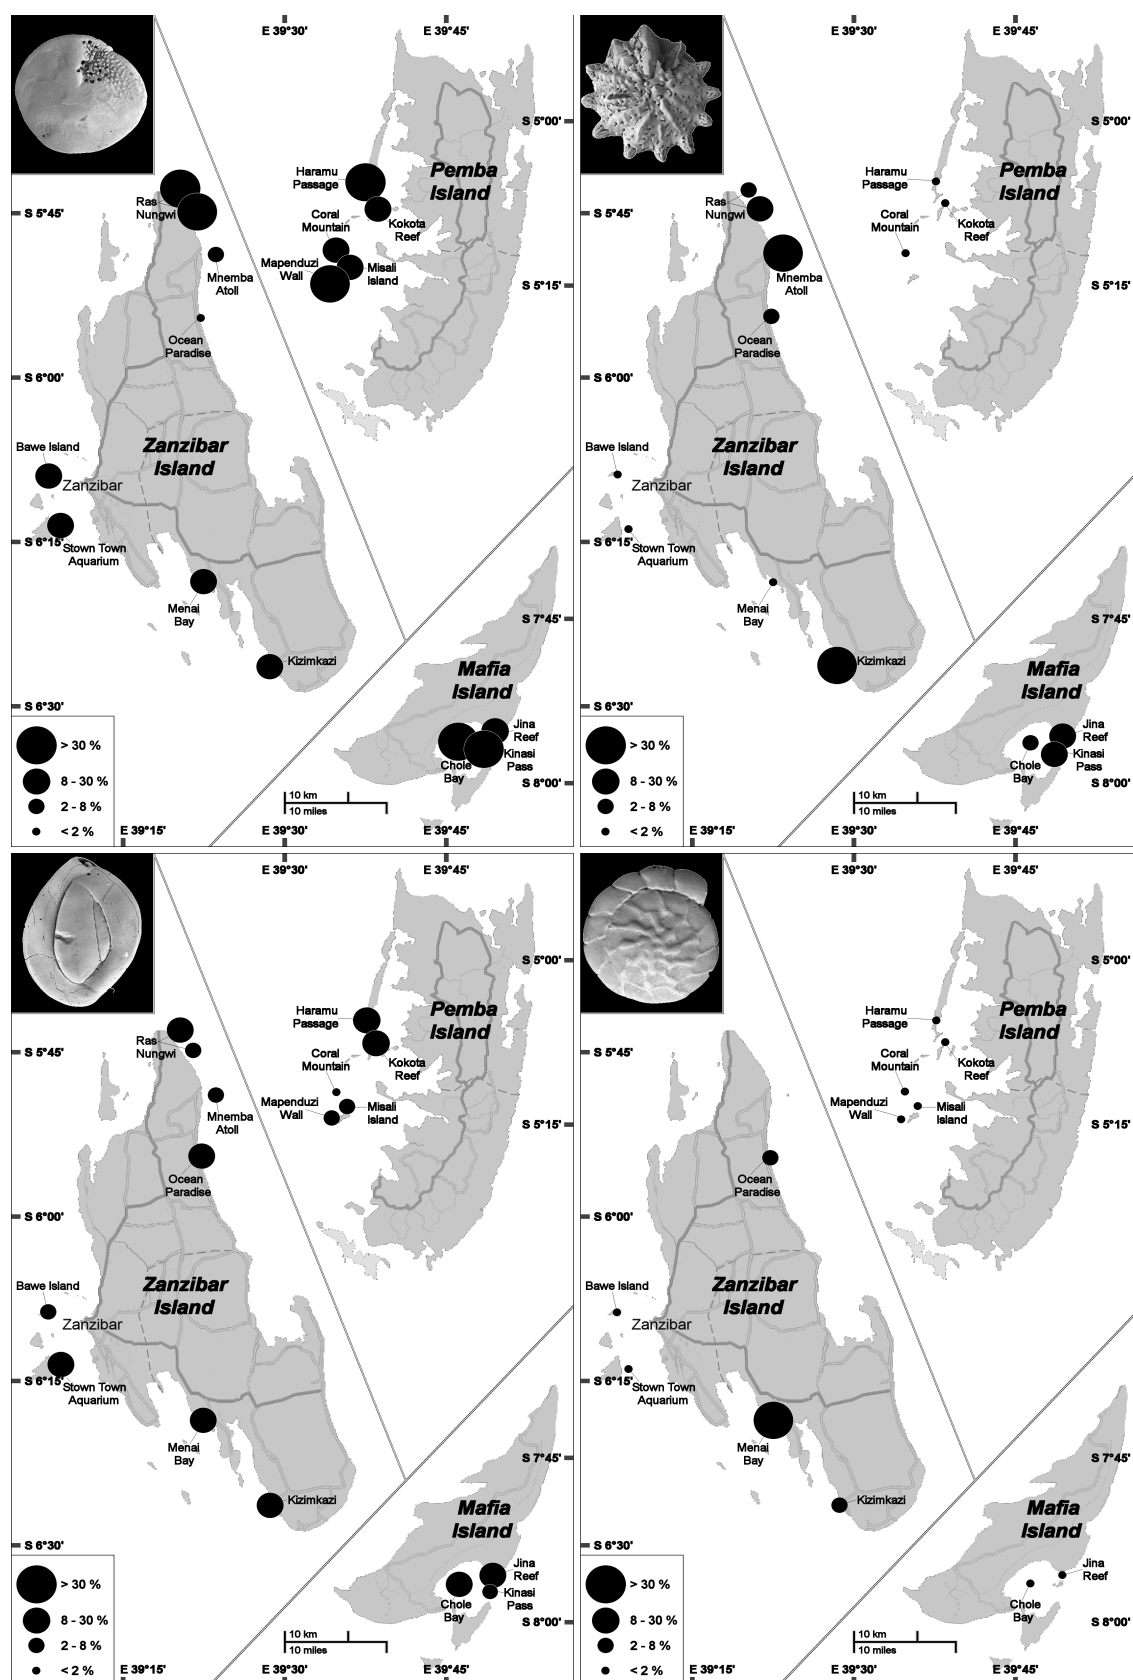 E 39°30'
E 39°45'
S 5°00'
Haramu
Passage
Pemba
Island
Ras
Nungwi
S 5°45'
Coral
Mountain
Kokota
Reef
Mapenduzi
Wall
Misali
Island
Mnemba
Atoll
S 5°15'
Ocean
Paradise
S 6°00'
Bawe Island
Zanzibar
Island
Zanzibar
S 6°15'
Stown Town
Aquarium
Menai
Bay
S 7°45'
Kizimkazi
Mafia
Island
S 6°30'
Jina
Reef
Kinasi
Pass
Chole
Bay
> 30 %
8 - 30 %
2 - 8 %
< 2 %
S 8°00'
10 km
10 miles
E 39°15'
E 39°30'
E 39°45'
E 39°30'
E 39°45'
S 5°00'
Haramu
Passage
Pemba
Island
Ras
Nungwi
S 5°45'
Coral
Mountain
Kokota
Reef
Mnemba
Atoll
S 5°15'
Ocean
Paradise
S 6°00'
Bawe Island
Zanzibar
Island
Zanzibar
S 6°15'
Stown Town
Aquarium
Menai
Bay
S 7°45'
Kizimkazi
Mafia
Island
S 6°30'
Jina
Reef
Kinasi
Pass
Chole
Bay
> 30 %
8 - 30 %
2 - 8 %
< 2 %
S 8°00'
10 km
10 miles
E 39°15'
E 39°30'
E 39°45'
E 39°30'
E 39°45'
S 5°00'
Haramu
Passage
Pemba
Island
Ras
Nungwi
S 5°45'
Coral
Mountain
Kokota
Reef
Mapenduzi
Wall
Misali
Island
Mnemba
Atoll
S 5°15'
Ocean
Paradise
S 6°00'
Bawe Island
Zanzibar
Island
Zanzibar
S 6°15'
Stown Town
Aquarium
Menai
Bay
S 7°45'
Kizimkazi
Mafia
Island
S 6°30'
Jina
Reef
Kinasi
Pass
Chole
Bay
> 30 %
8 - 30 %
2 - 8 %
< 2 %
S 8°00'
10 km
10 miles
E 39°15'
E 39°30'
E 39°45'
E 39°30'
E 39°45'
S 5°00'
Haramu
Passage
Pemba
Island
S 5°45'
Coral
Mountain
Kokota
Reef
Mapenduzi
Wall
Misali
Island
S 5°15'
Ocean
Paradise
S 6°00'
Bawe Island
Zanzibar
Island
Zanzibar
S 6°15'
Stown Town
Aquarium
Menai
Bay
S 7°45'
Kizimkazi
Mafia
Island
S 6°30'
Jina
Reef
Chole
Bay
> 30 %
8 - 30 %
2 - 8 %
< 2 %
S 8°00'
10 km
10 miles
E 39°15'
E 39°30'
E 39°45'